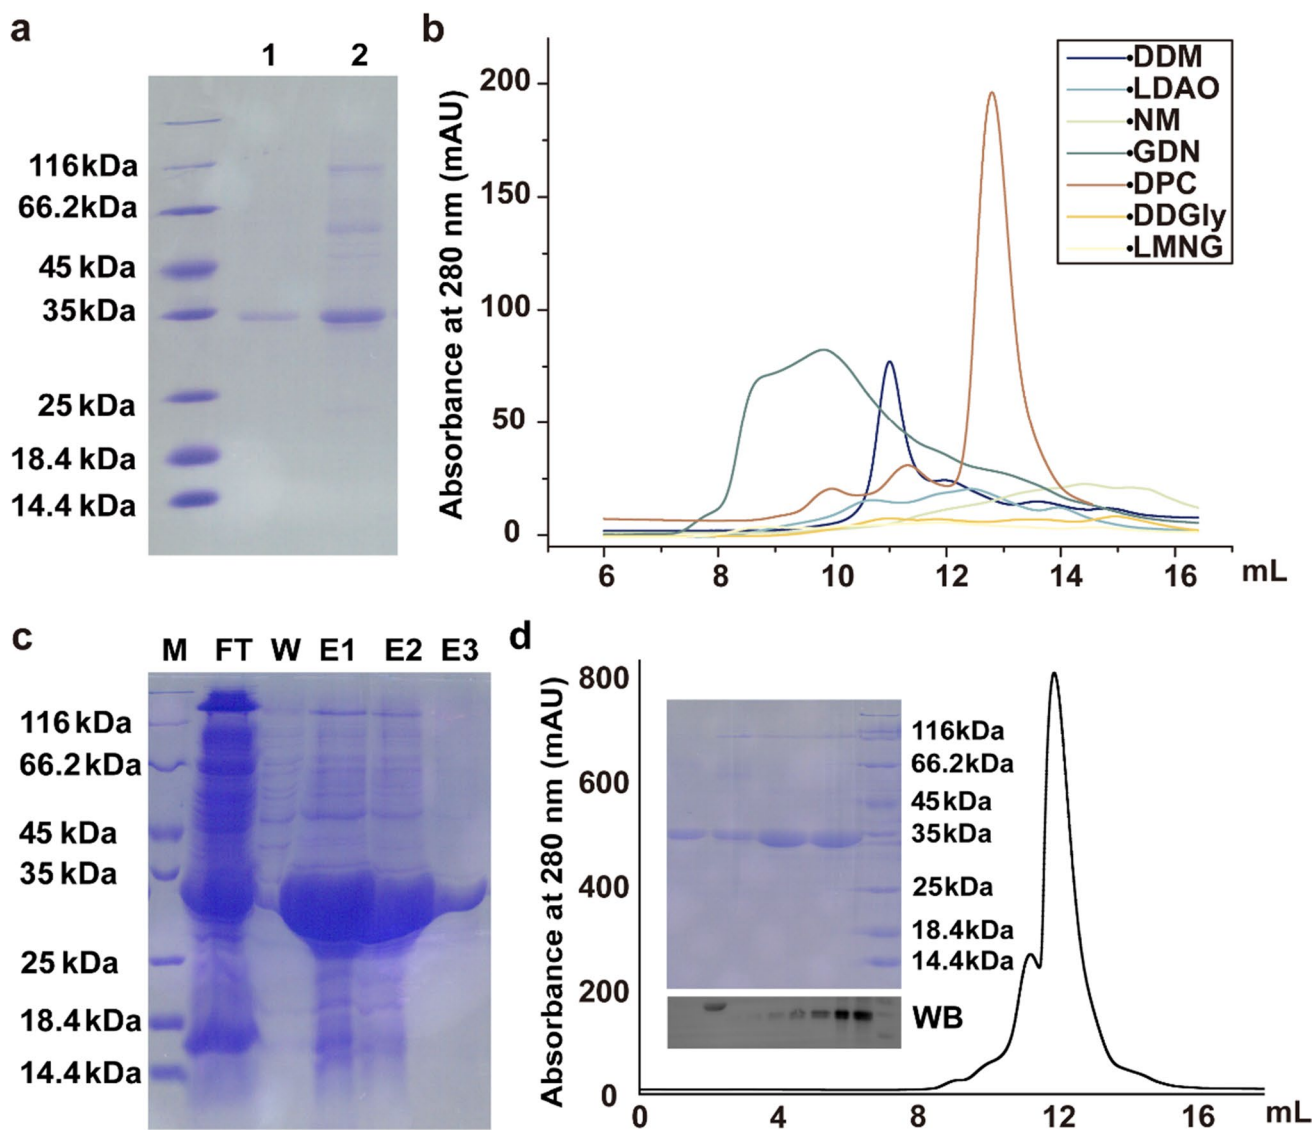 a
1 2
116 kDa
66.2kDa
45 kDa
35kDa
25 kDa
18.4 kDa
14.4 kDa
b
Absorbance at 280 nm (mAU)
200
150
100
50
0
6 8 10 12 14 16 mL
•DDM
•LDAO
•NM
•GDN
•DPC
•DDGly
•LMNG
c
M FT W E1 E2 E3
116 kDa
66.2 kDa
45 kDa
35 kDa
25 kDa
18.4 kDa
14.4 kDa
d
Absorbance at 280 nm (mAU)
800
600
400
200
0
0 4 8 12 16 mL
116kDa
66.2kDa
45kDa
35kDa
25kDa
18.4kDa
14.4kDa
WB